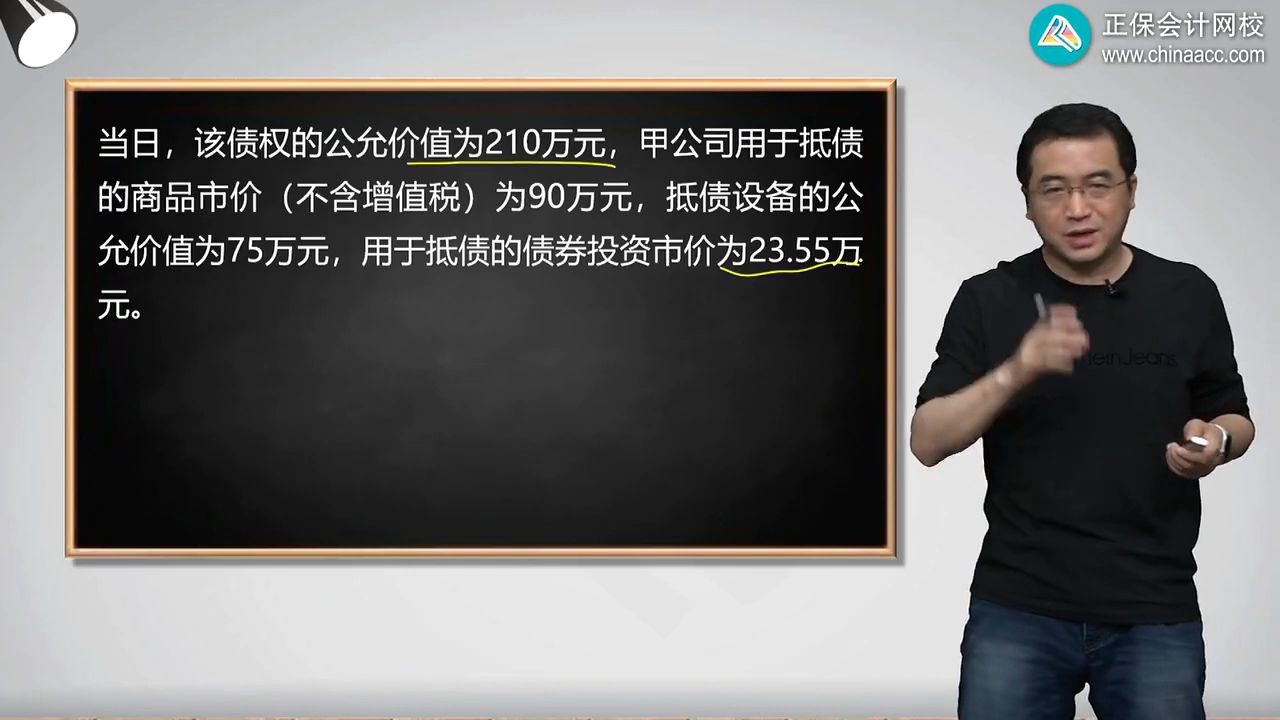 正保会计网校
www.chinaacc.com
当日，该债权的公允价值为210万元，甲公司用于抵债
的商品市价（不含增值税）为90万元，抵债设备的公
允价值为75万元，用于抵债的债券投资市价为23.55万
元。